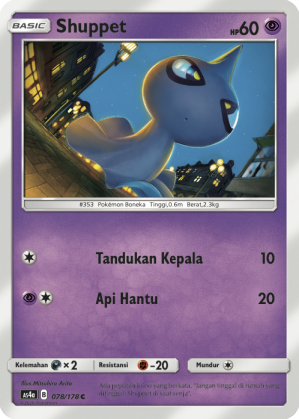 BASIC Shuppet HP60
#353 Pokémon Boneka Tinggi,0.6m Berat,2.3kg
Tandukan Kepala 10
Api Hantu 20
Kelemahan ×2 Resistansi -20 Mundur
AS4a B 078/178 C